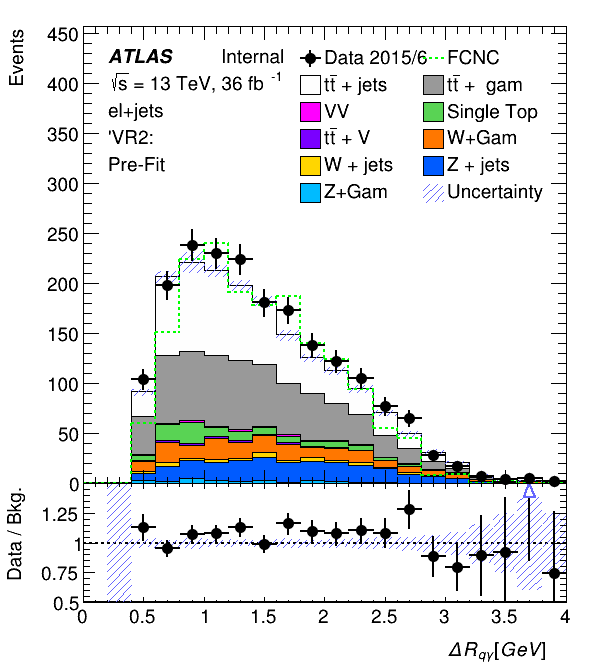 Events
450
400
350
300
250
200
150
100
50
0
ATLAS Internal
√s = 13 TeV, 36 fb -1
el+jets
'VR2:
Pre-Fit
Data 2015/6 FCNC
tt̅ + jets tt̅ + gam
VV Single Top
tt̅ + V W+Gam
W + jets Z + jets
Z+Gam Uncertainty
Data / Bkg.
1.25
1
0.75
0.5
0 0.5 1 1.5 2 2.5 3 3.5 4
ΔR_{qγ}[GeV]